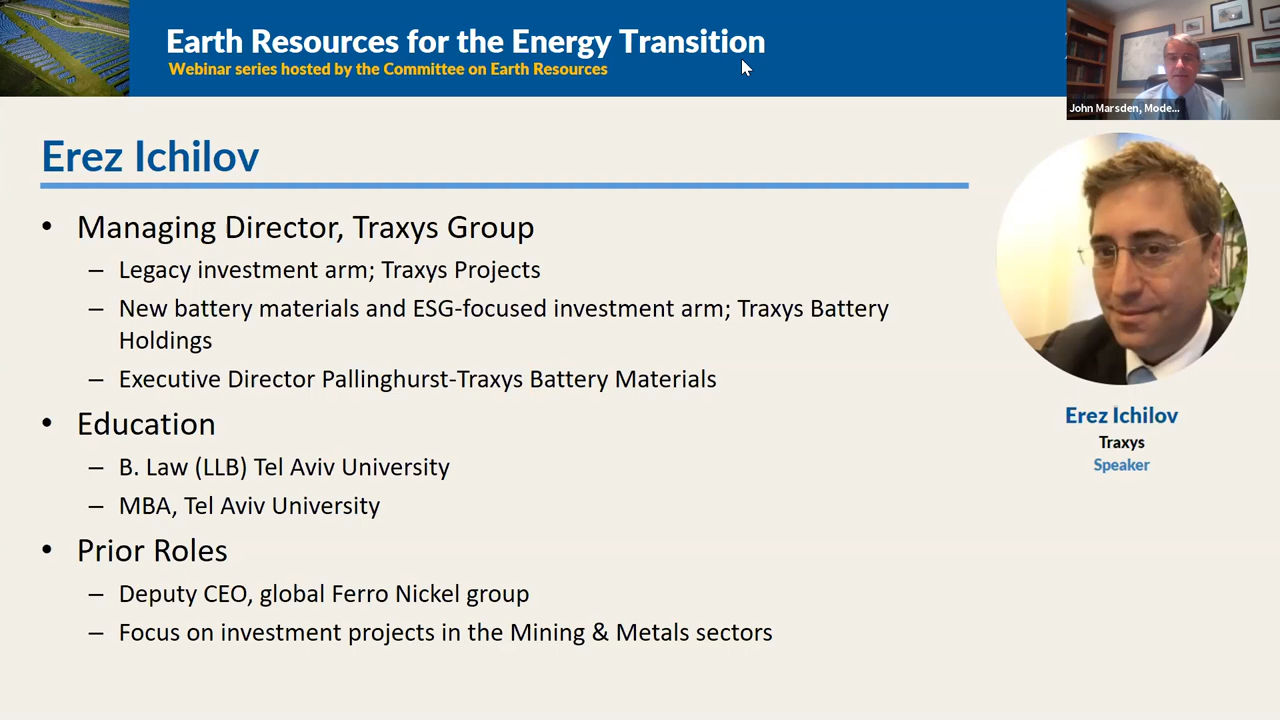 Earth Resources for the Energy Transition
Webinar series hosted by the Committee on Earth Resources
John Marsden, Mode...
Erez Ichilov
• Managing Director, Traxys Group
– Legacy investment arm; Traxys Projects
– New battery materials and ESG-focused investment arm; Traxys Battery
Holdings
– Executive Director Pallinghurst-Traxys Battery Materials
• Education
– B. Law (LLB) Tel Aviv University
– MBA, Tel Aviv University
• Prior Roles
– Deputy CEO, global Ferro Nickel group
– Focus on investment projects in the Mining & Metals sectors
Erez Ichilov
Traxys
Speaker